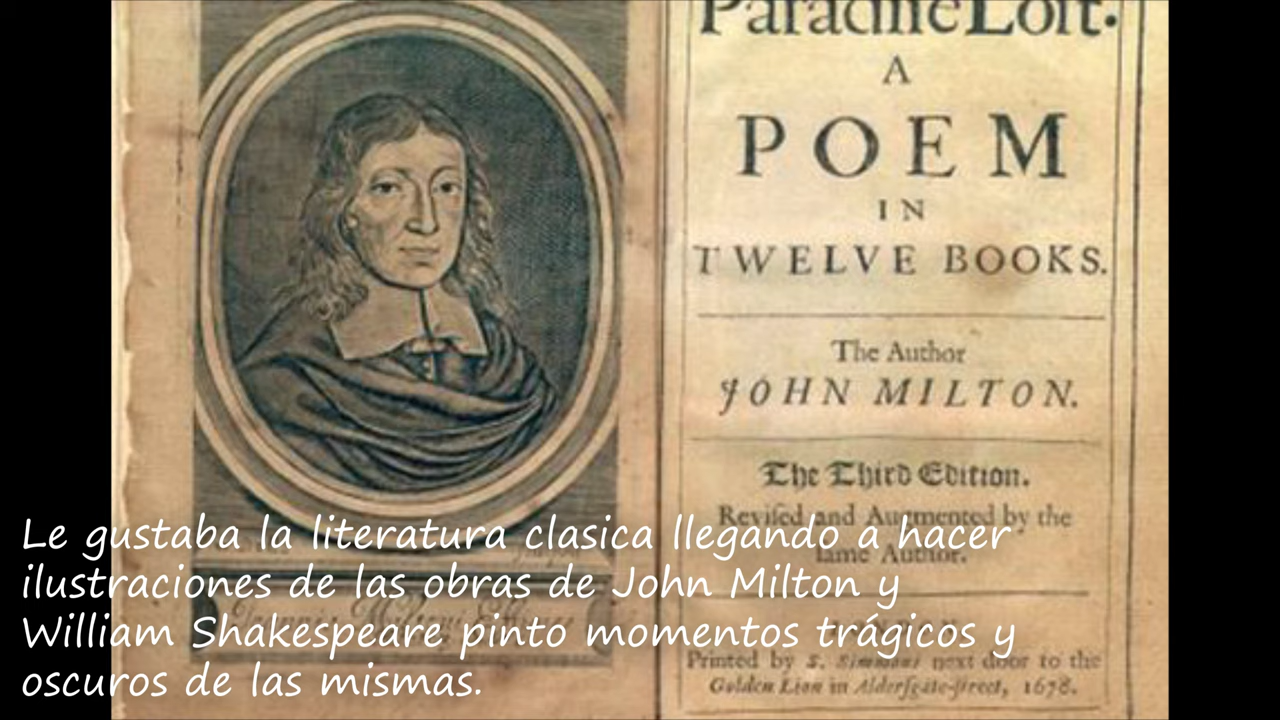 Paradise Lost.
A
POEM
IN
TWELVE BOOKS.
The Author
JOHN MILTON.
The Third Edition.
Revised and Augmented by the
same Author.
Printed by S. Simmons next door to the
Golden Lion in Aldersgate-street, 1678.
Le gustaba la literatura clasica llegando a hacer
ilustraciones de las obras de John Milton y
William Shakespeare pinto momentos trágicos y
oscuros de las mismas.